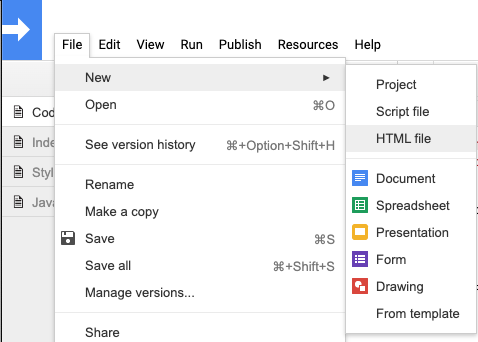 File Edit View Run Publish Resources Help
New ►
Open ⌘O
See version history ⌘+Option+Shift+H
Rename
Make a copy
Save ⌘S
Save all ⌘+Shift+S
Manage versions...
Share
Project
Script file
HTML file
Document
Spreadsheet
Presentation
Form
Drawing
From template
Cod
Inde
Styl
Java